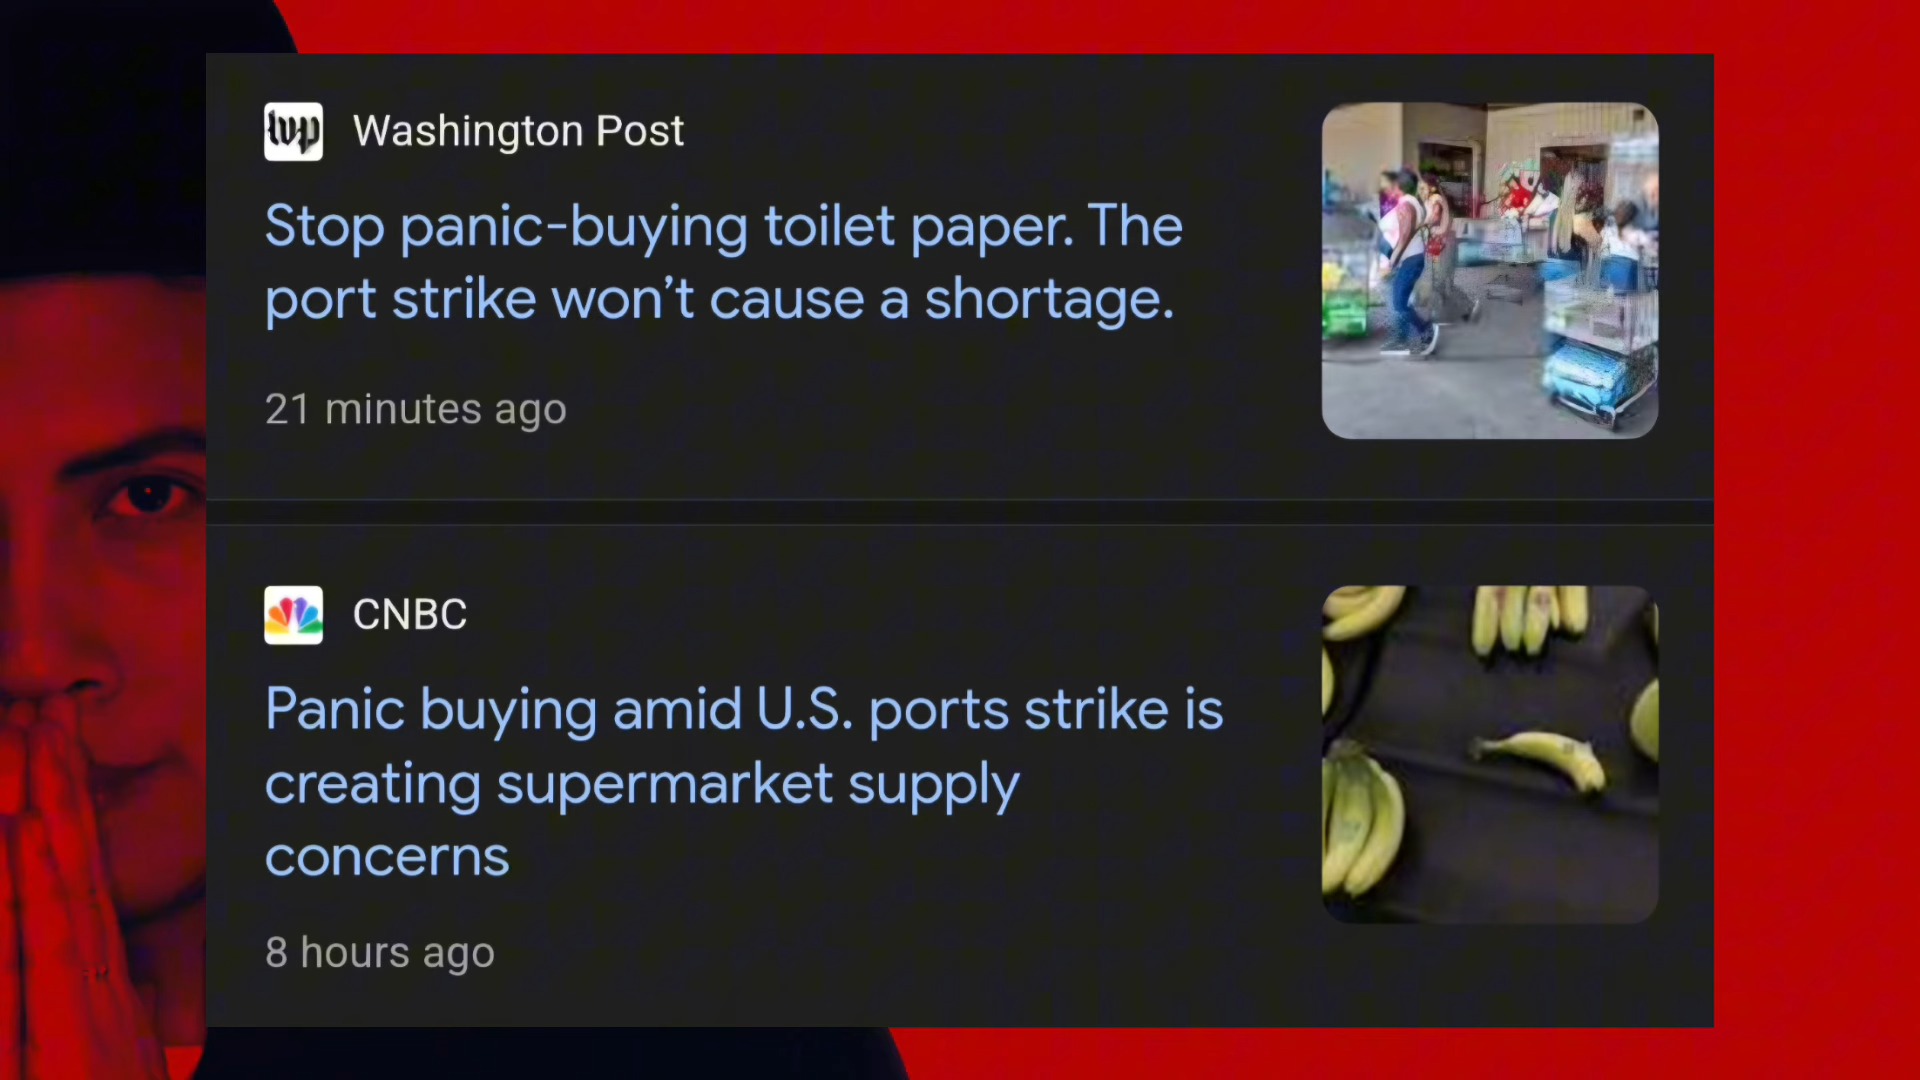 wp Washington Post
Stop panic-buying toilet paper. The
port strike won’t cause a shortage.
21 minutes ago
CNBC
Panic buying amid U.S. ports strike is
creating supermarket supply
concerns
8 hours ago